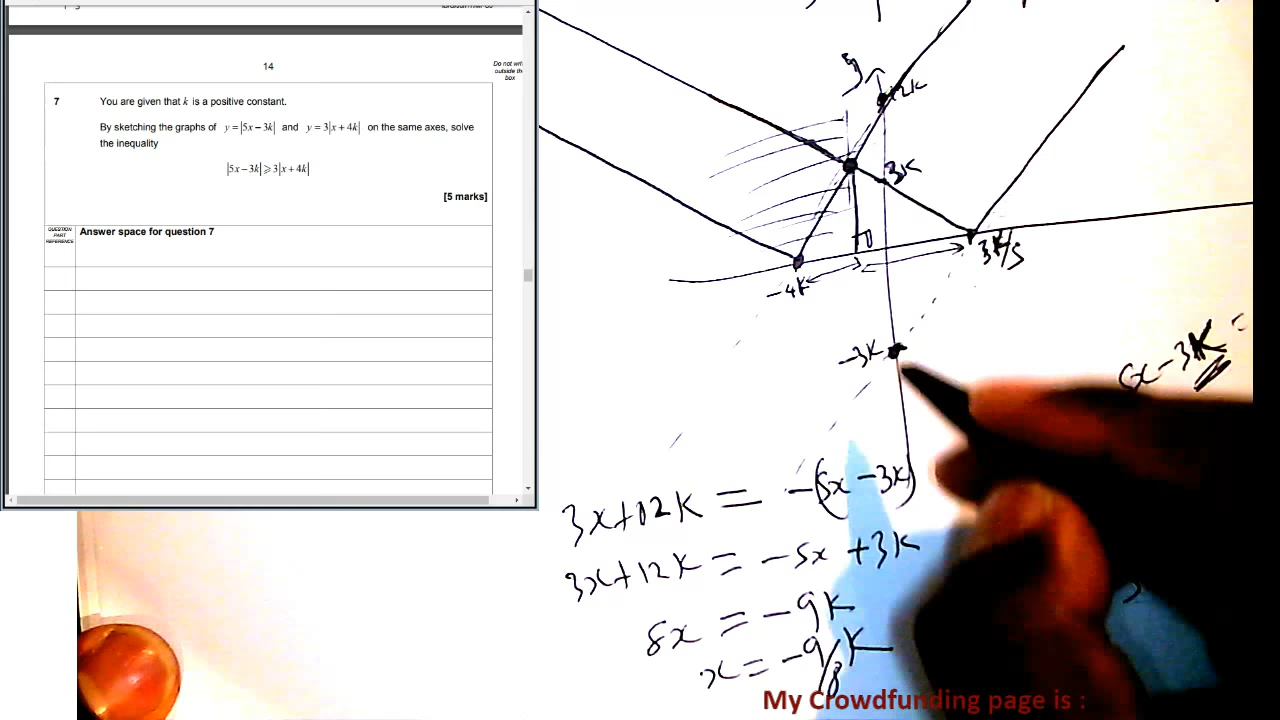 14
Do not write
outside the
box
7
You are given that k is a positive constant.
By sketching the graphs of y = |5x − 3k| and y = 3|x + 4k| on the same axes, solve
the inequality
|5x − 3k| ⩾ 3|x + 4k|
[5 marks]
QUESTION
PART
REFERENCE
Answer space for question 7
y
12k
3k
0
3k/5
-4k
-3k
3x+12k = -(5x -3k)
3x+12k = -5x +3k
8x = -9k
x = -9/8 k
My Crowdfunding page is :